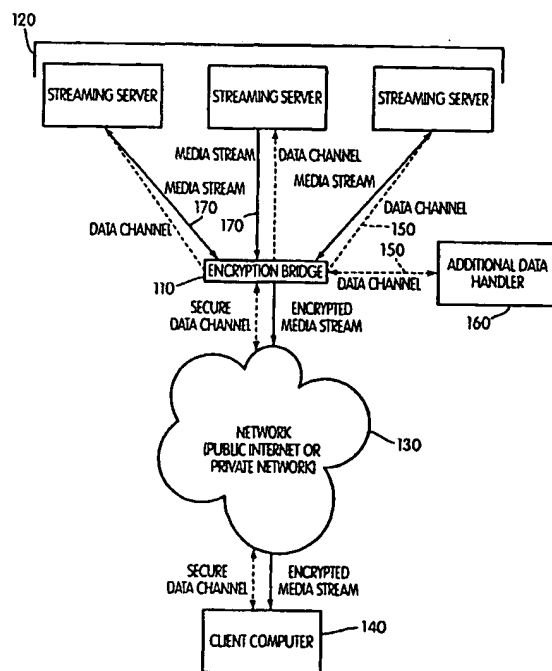 120
STREAMING SERVER
STREAMING SERVER
STREAMING SERVER
MEDIA STREAM
DATA CHANNEL
MEDIA STREAM
MEDIA STREAM
170
170
DATA CHANNEL
DATA CHANNEL
150
150
110
ENCRYPTION BRIDGE
DATA CHANNEL
ADDITIONAL DATA
HANDLER
160
SECURE
DATA CHANNEL
ENCRYPTED
MEDIA STREAM
NETWORK
(PUBLIC INTERNET OR
PRIVATE NETWORK)
130
SECURE
DATA CHANNEL
ENCRYPTED
MEDIA STREAM
CLIENT COMPUTER
140